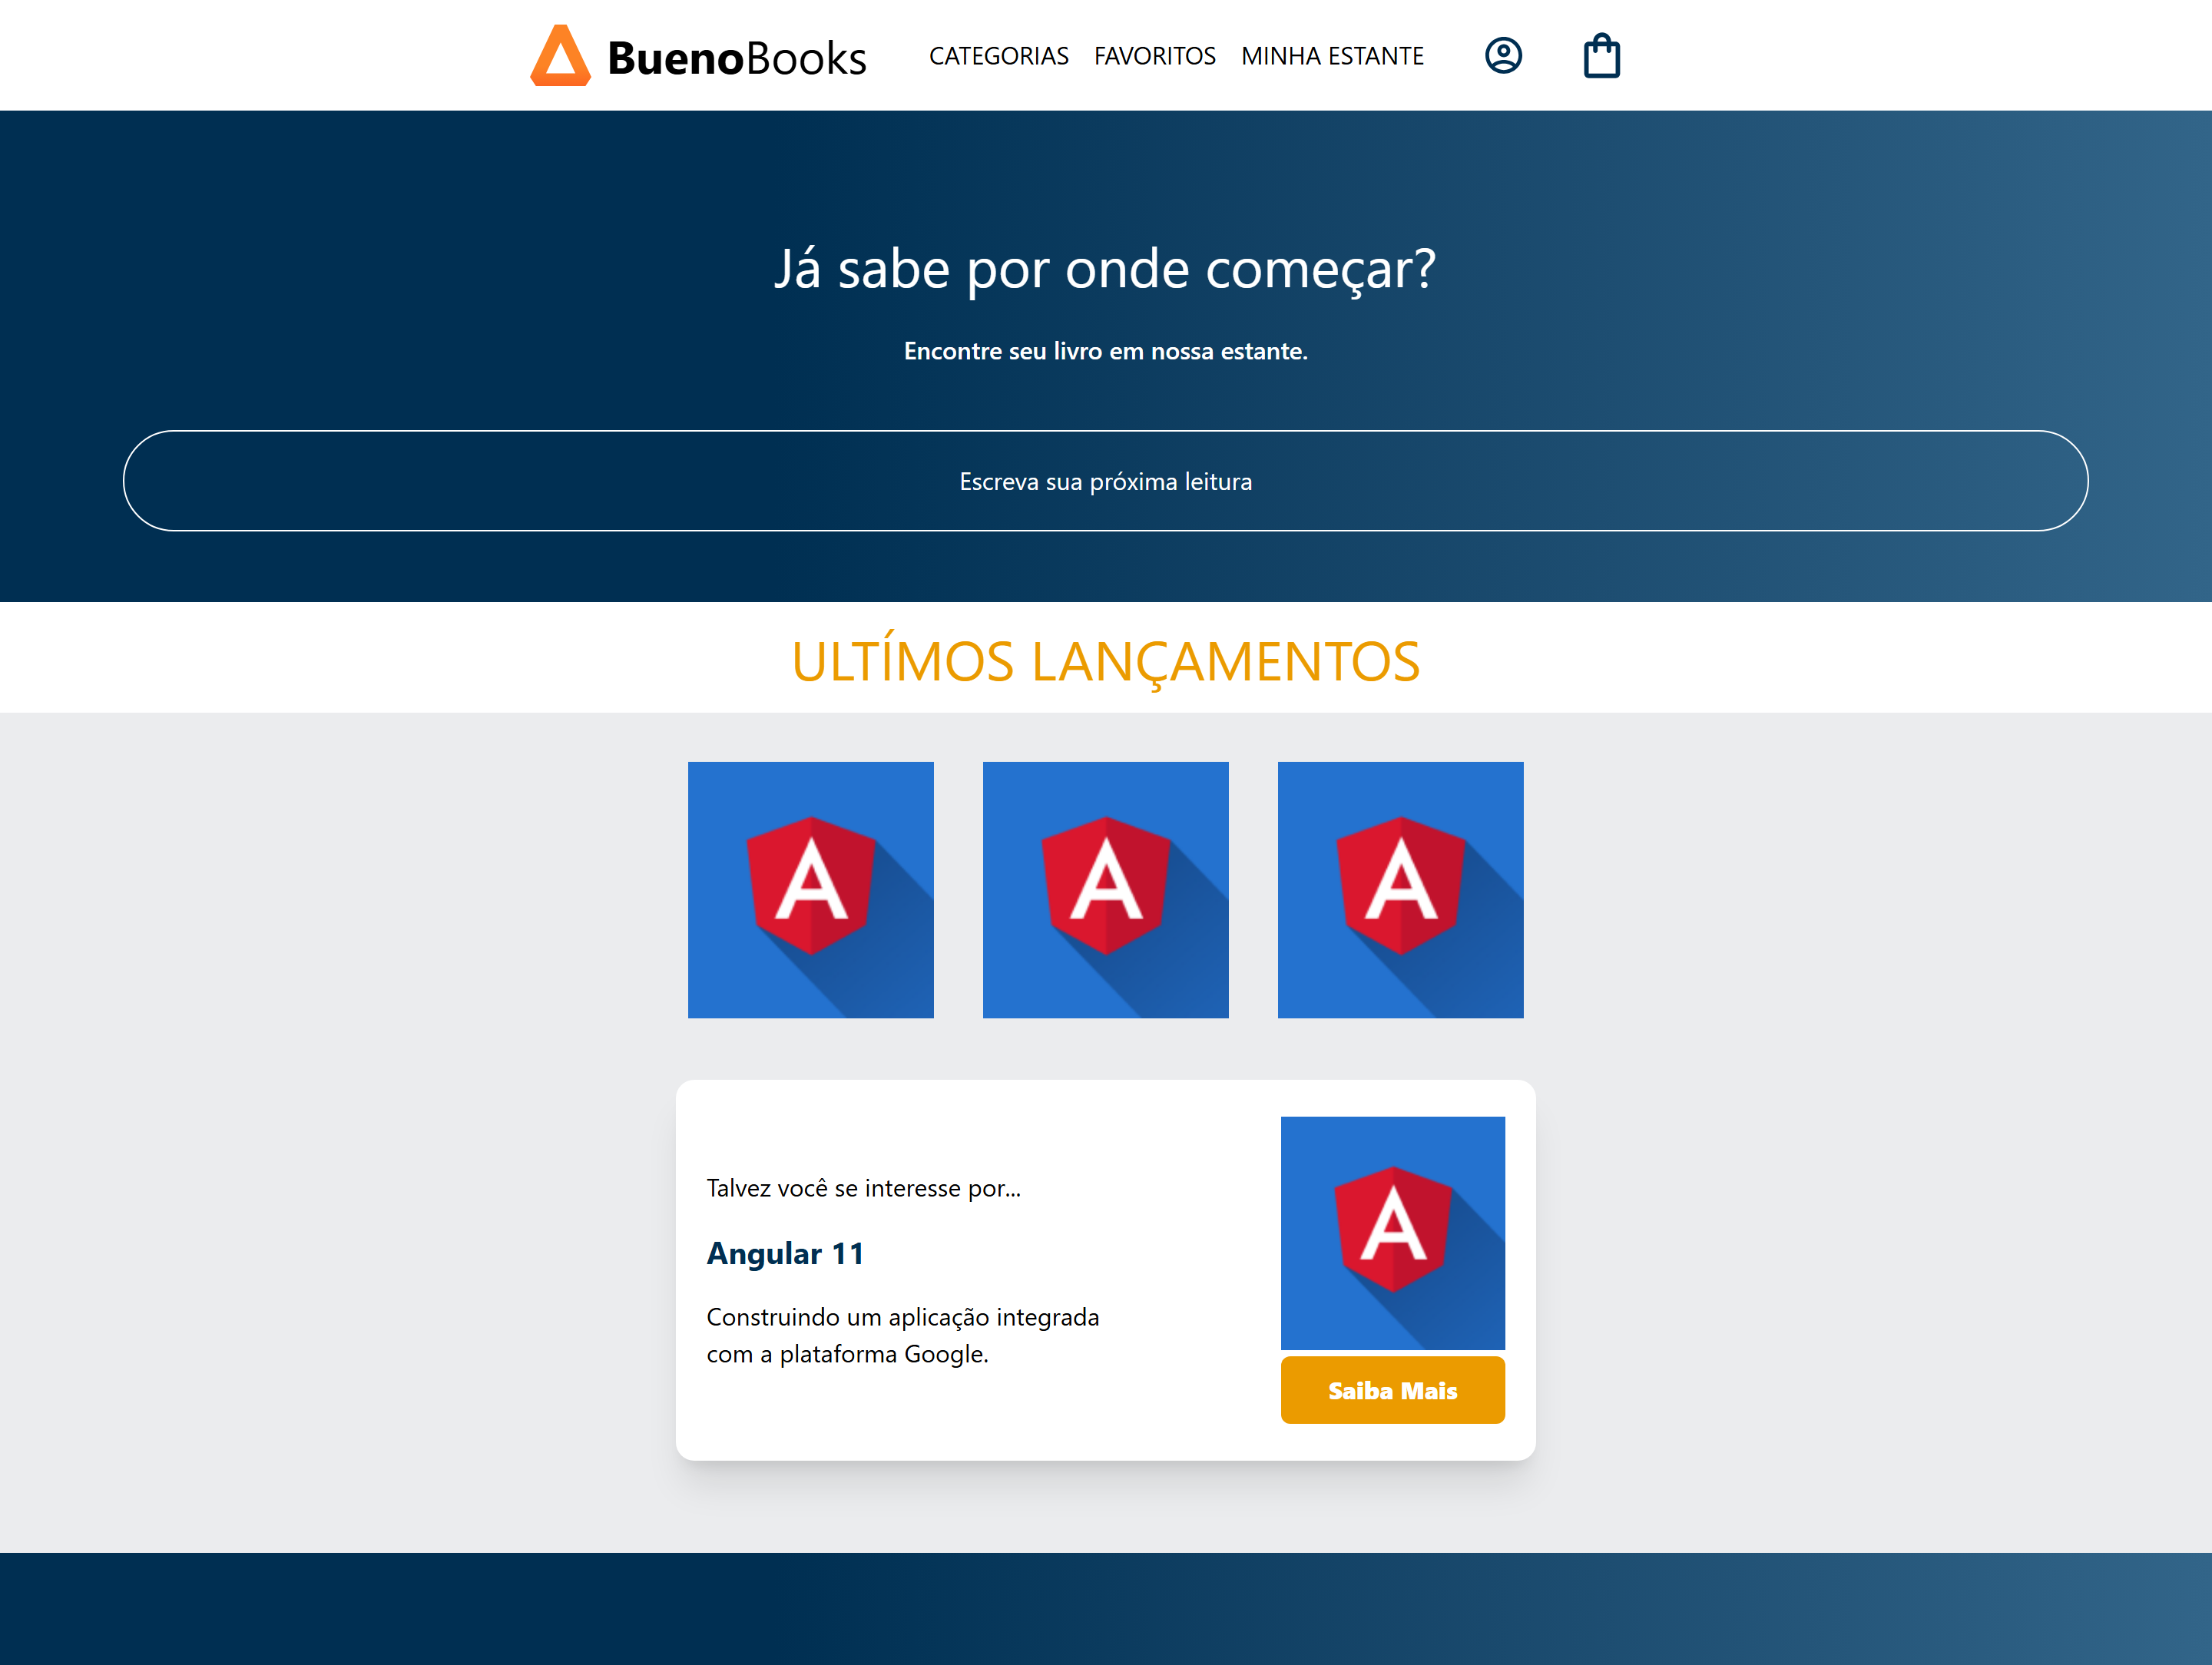 BuenoBooks
CATEGORIAS FAVORITOS MINHA ESTANTE
Já sabe por onde começar?
Encontre seu livro em nossa estante.
Escreva sua próxima leitura
ULTÍMOS LANÇAMENTOS
A A A
Talvez você se interesse por...
Angular 11
Construindo um aplicação integrada
com a plataforma Google.
A
Saiba Mais